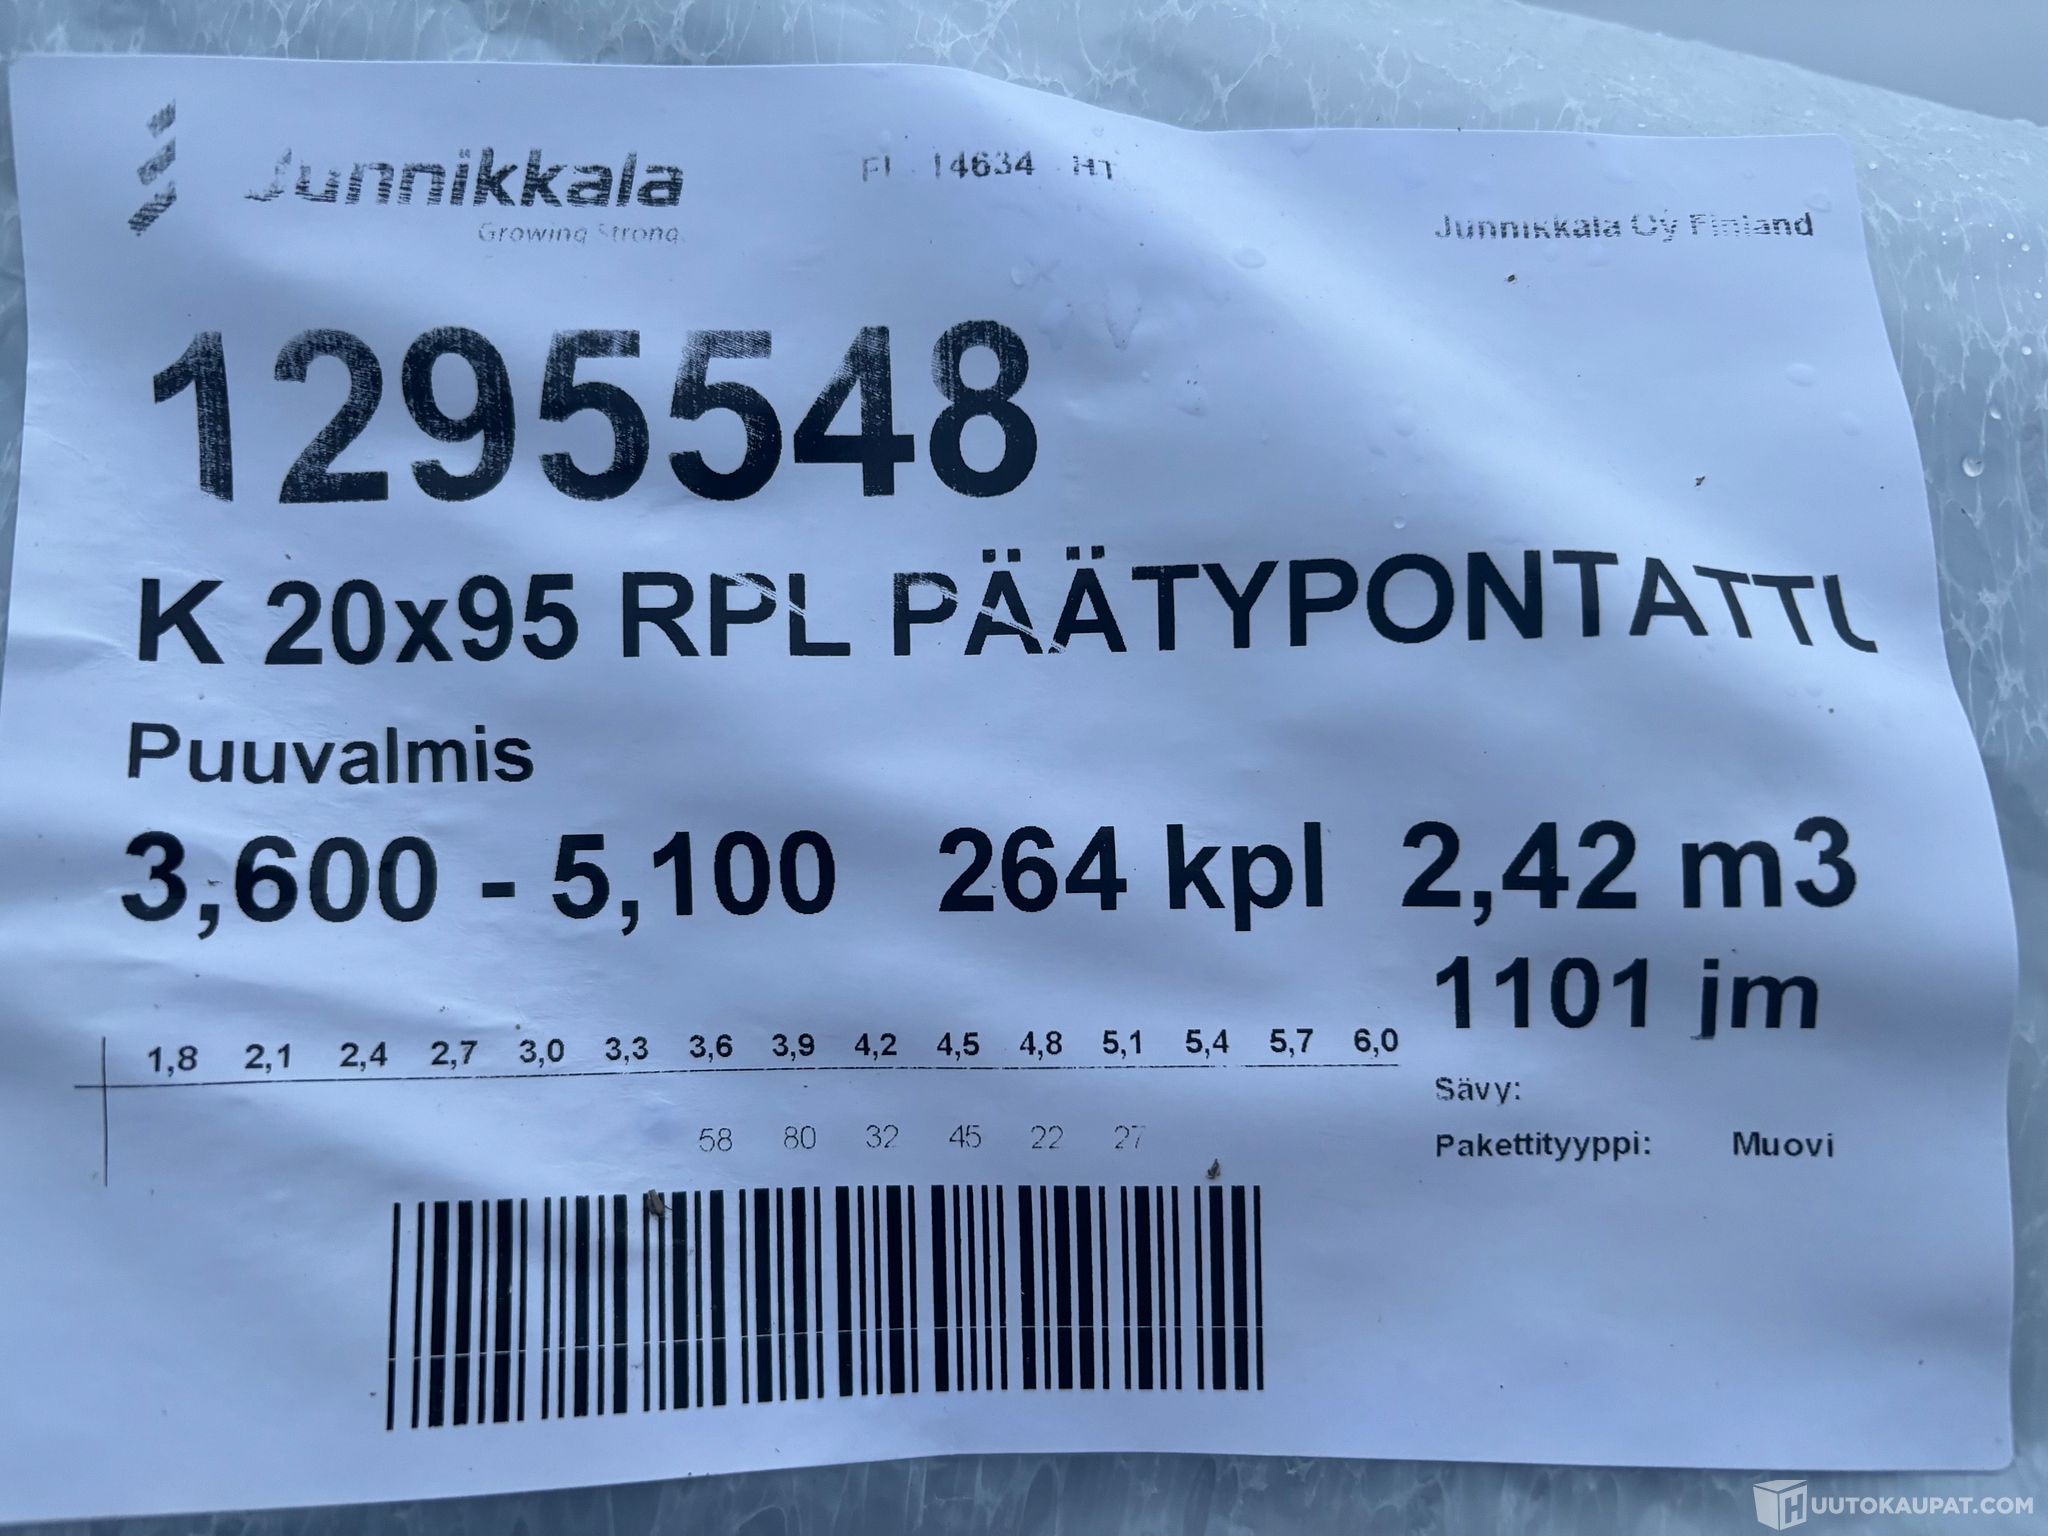 Junnikkala
Growing Strong.
FI - 14634 - HT
Junnikkala Oy Finland
1295548
K 20x95 RPL PÄÄTYPONTATTU
Puuvalmis
3,600 - 5,100 264 kpl 2,42 m3
1101 jm
1,8 2,1 2,4 2,7 3,0 3,3 3,6 3,9 4,2 4,5 4,8 5,1 5,4 5,7 6,0
58 80 32 45 22 27
Sävy:
Pakettityyppi: Muovi
HUUTOKAUPAT.COM